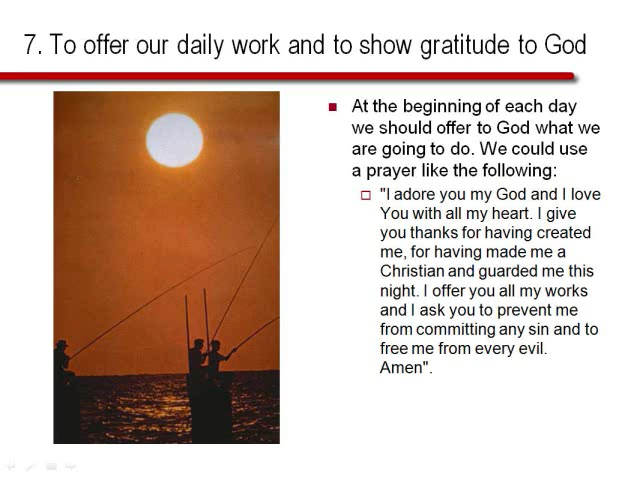 7. To offer our daily work and to show gratitude to God
At the beginning of each day
we should offer to God what we
are going to do. We could use
a prayer like the following:
"I adore you my God and I love
You with all my heart. I give
you thanks for having created
me, for having made me a
Christian and guarded me this
night. I offer you all my works
and I ask you to prevent me
from committing any sin and to
free me from every evil.
Amen".